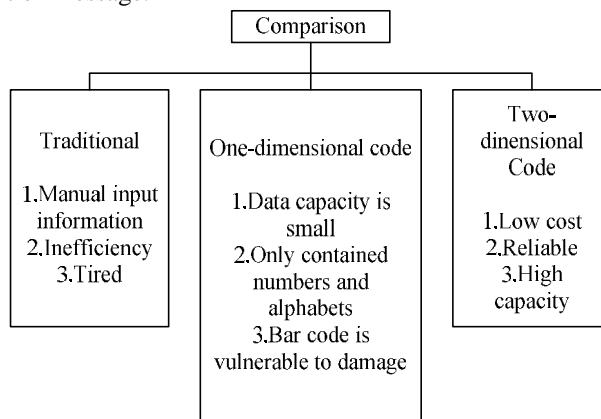 Comparison
Traditional
1.Manual input
information
2.Inefficiency
3.Tired
One-dimensional code
1.Data capacity is
small
2.Only contained
numbers and
alphabets
3.Bar code is
vulnerable to damage
Two-
dinensional
Code
1.Low cost
2.Reliable
3.High
capacity